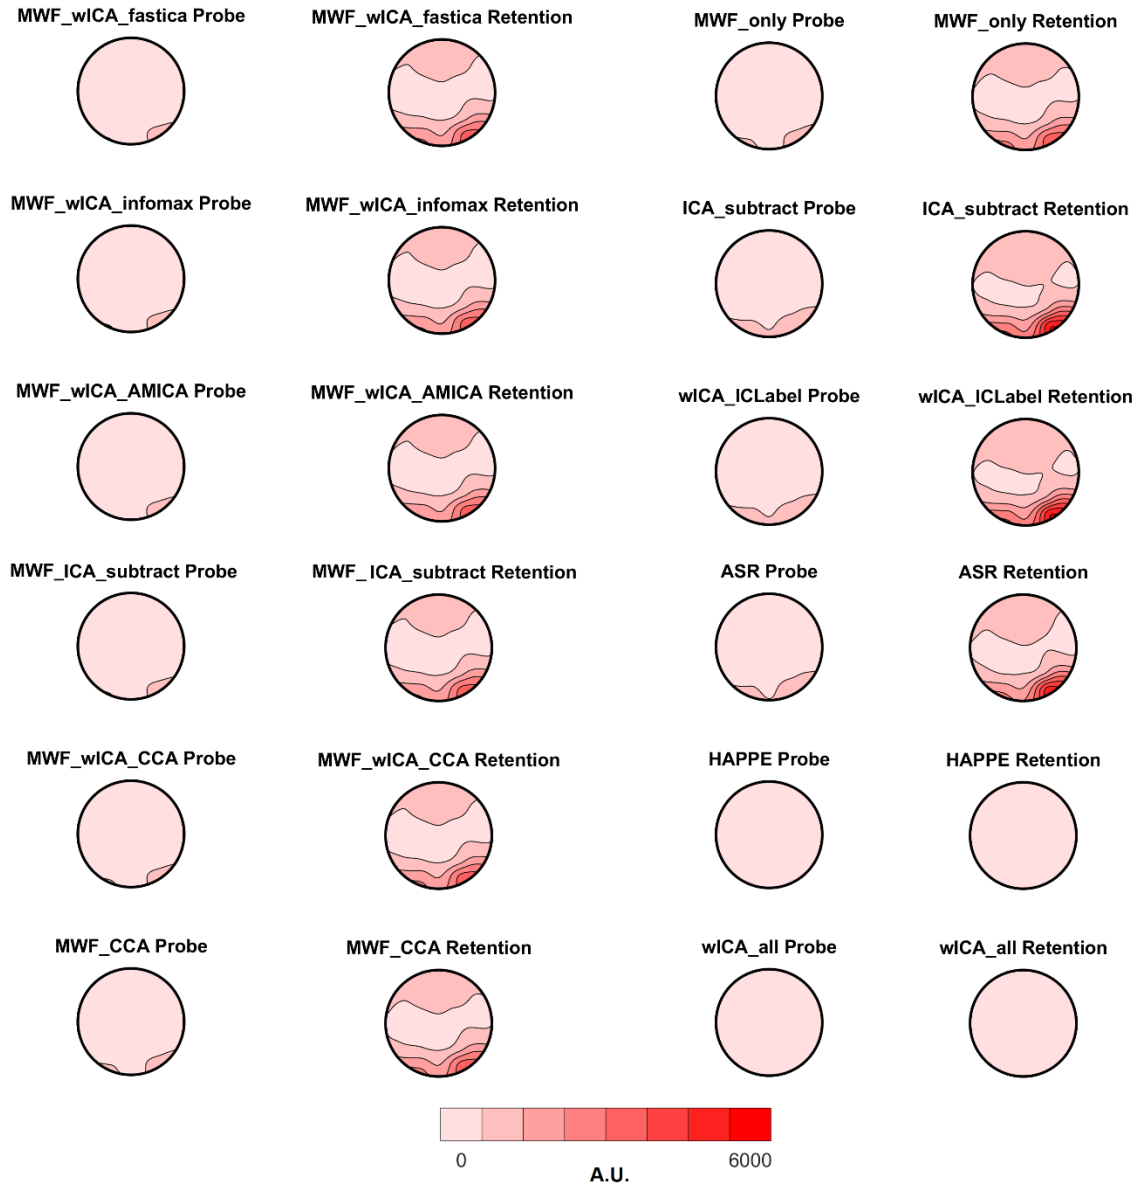 MWF_wICA_fastica Probe
MWF_wICA_fastica Retention
MWF_only Probe
MWF_only Retention
MWF_wICA_infomax Probe
MWF_wICA_infomax Retention
ICA_subtract Probe
ICA_subtract Retention
MWF_wICA_AMICA Probe
MWF_wICA_AMICA Retention
wICA_ICLabel Probe
wICA_ICLabel Retention
MWF_ICA_subtract Probe
MWF_ICA_subtract Retention
ASR Probe
ASR Retention
MWF_wICA_CCA Probe
MWF_wICA_CCA Retention
HAPPE Probe
HAPPE Retention
MWF_CCA Probe
MWF_CCA Retention
wICA_all Probe
wICA_all Retention
0
6000
A.U.